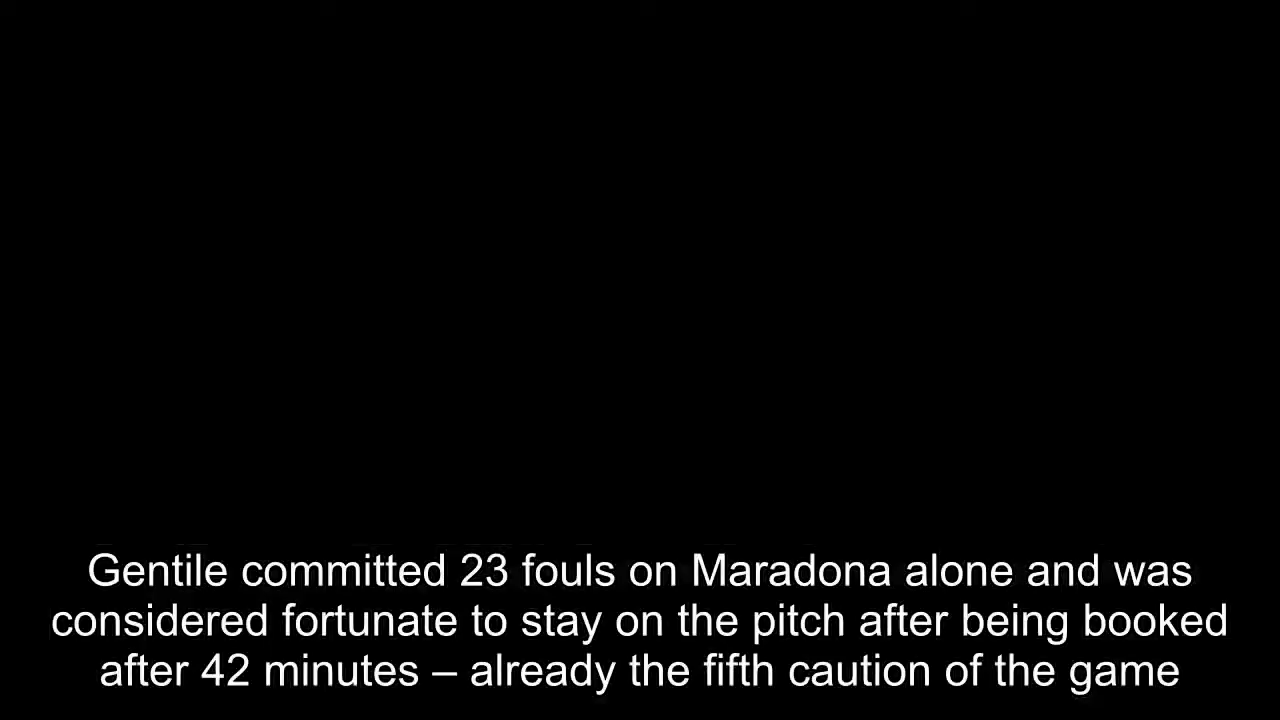 Gentile committed 23 fouls on Maradona alone and was
considered fortunate to stay on the pitch after being booked
after 42 minutes – already the fifth caution of the game